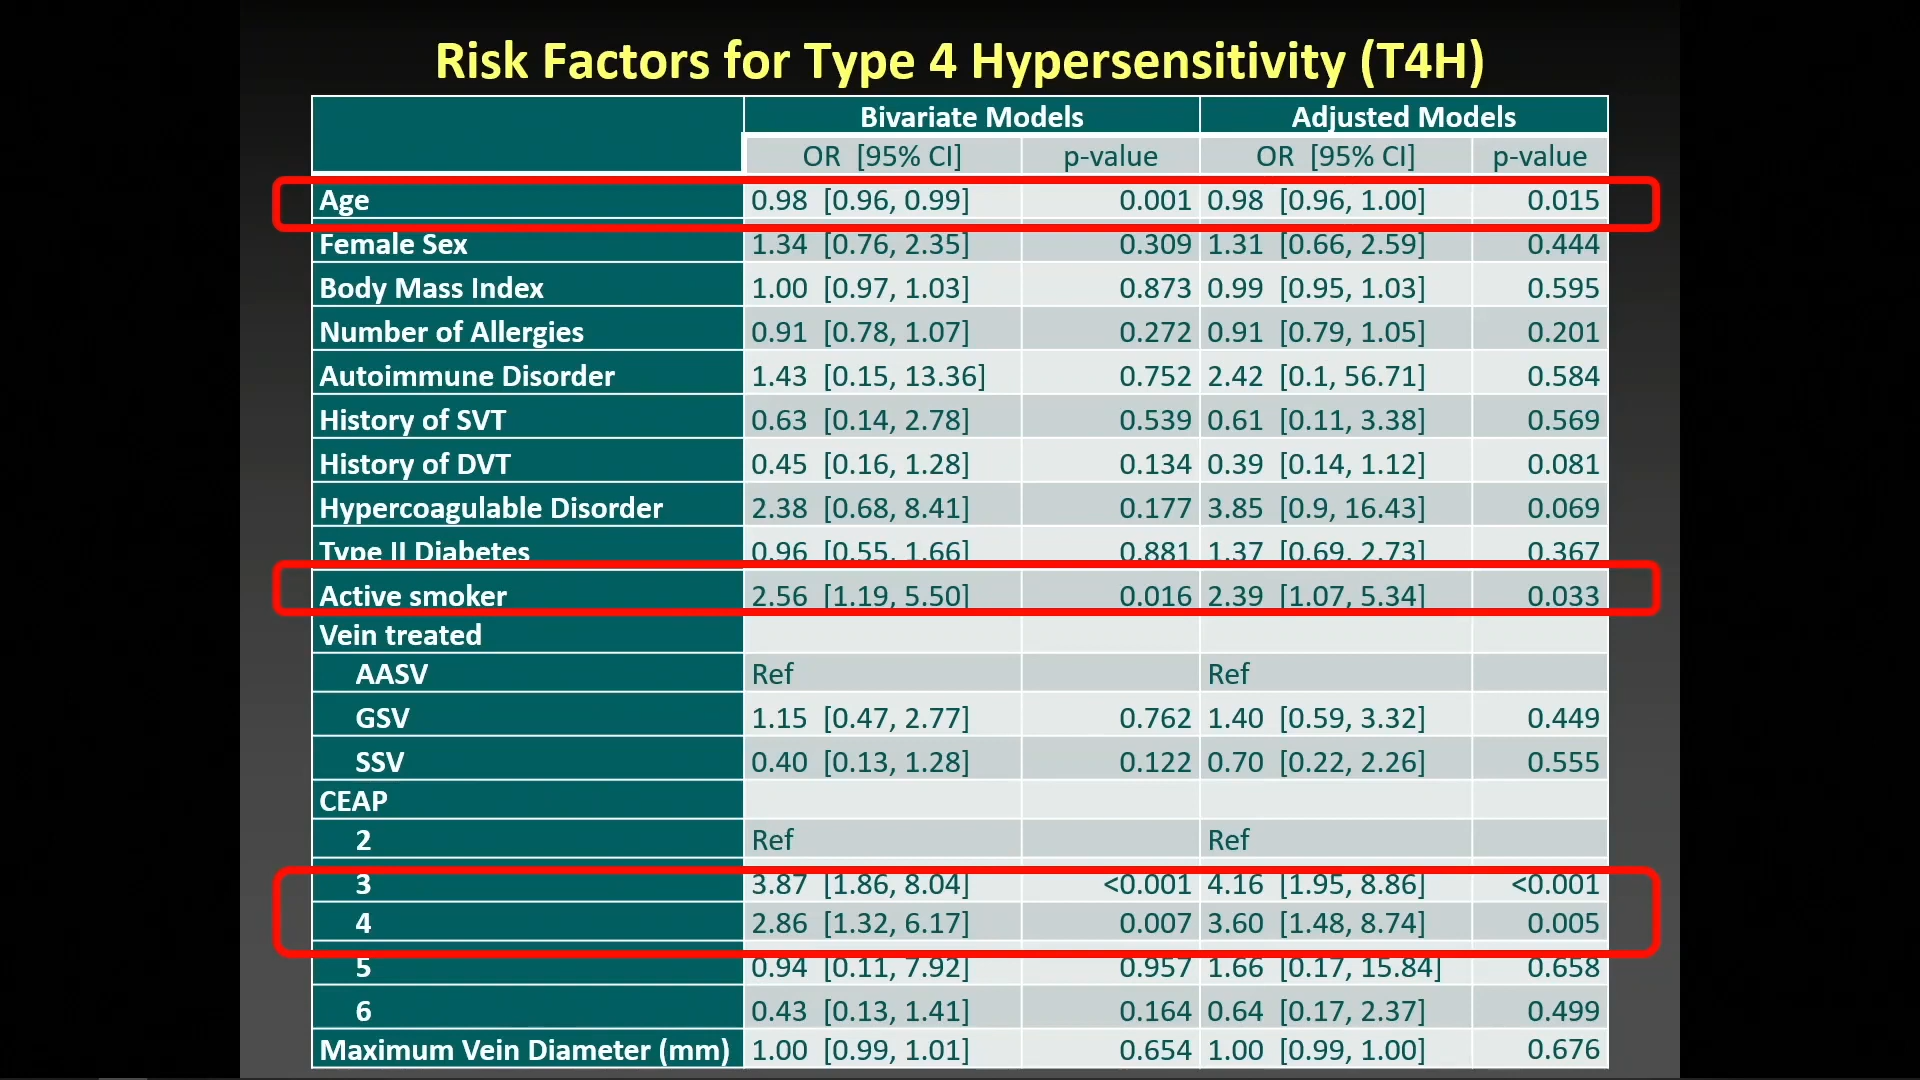 Risk Factors for Type 4 Hypersensitivity (T4H)
Bivariate Models Adjusted Models
OR [95% CI] p-value OR [95% CI] p-value
Age 0.98 [0.96, 0.99] 0.001 0.98 [0.96, 1.00] 0.015
Female Sex 1.34 [0.76, 2.35] 0.309 1.31 [0.66, 2.59] 0.444
Body Mass Index 1.00 [0.97, 1.03] 0.873 0.99 [0.95, 1.03] 0.595
Number of Allergies 0.91 [0.78, 1.07] 0.272 0.91 [0.79, 1.05] 0.201
Autoimmune Disorder 1.43 [0.15, 13.36] 0.752 2.42 [0.1, 56.71] 0.584
History of SVT 0.63 [0.14, 2.78] 0.539 0.61 [0.11, 3.38] 0.569
History of DVT 0.45 [0.16, 1.28] 0.134 0.39 [0.14, 1.12] 0.081
Hypercoagulable Disorder 2.38 [0.68, 8.41] 0.177 3.85 [0.9, 16.43] 0.069
Type II Diabetes 0.96 [0.55, 1.66] 0.881 1.37 [0.69, 2.73] 0.367
Active smoker 2.56 [1.19, 5.50] 0.016 2.39 [1.07, 5.34] 0.033
Vein treated
AASV Ref Ref
GSV 1.15 [0.47, 2.77] 0.762 1.40 [0.59, 3.32] 0.449
SSV 0.40 [0.13, 1.28] 0.122 0.70 [0.22, 2.26] 0.555
CEAP
2 Ref Ref
3 3.87 [1.86, 8.04] <0.001 4.16 [1.95, 8.86] <0.001
4 2.86 [1.32, 6.17] 0.007 3.60 [1.48, 8.74] 0.005
5 0.94 [0.11, 7.92] 0.957 1.66 [0.17, 15.84] 0.658
6 0.43 [0.13, 1.41] 0.164 0.64 [0.17, 2.37] 0.499
Maximum Vein Diameter (mm) 1.00 [0.99, 1.01] 0.654 1.00 [0.99, 1.00] 0.676